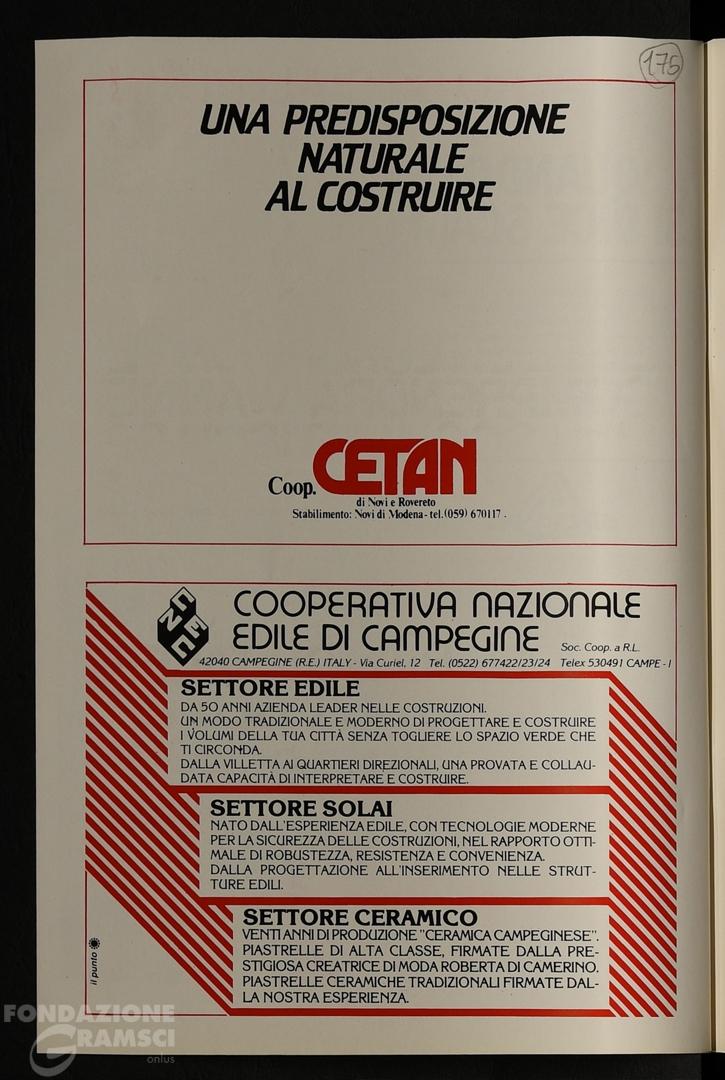 175
UNA PREDISPOSIZIONE
NATURALE
AL COSTRUIRE
Coop. CETAN
di Novi e Rovereto
Stabilimento: Novi di Modena - tel. (059) 670117 .
CNEC
COOPERATIVA NAZIONALE
EDILE DI CAMPEGINE Soc. Coop. a R.L.
42040 CAMPEGINE (R.E.) ITALY - Via Curiel, 12 Tel. (0522) 677422/23/24 Telex 530491 CAMPE - I
SETTORE EDILE
DA 50 ANNI AZIENDA LEADER NELLE COSTRUZIONI.
UN MODO TRADIZIONALE E MODERNO DI PROGETTARE E COSTRUIRE
I VOLUMI DELLA TUA CITTÀ SENZA TOGLIERE LO SPAZIO VERDE CHE
TI CIRCONDA.
DALLA VILLETTA AI QUARTIERI DIREZIONALI, UNA PROVATA E COLLAU-
DATA CAPACITÀ DI INTERPRETARE E COSTRUIRE.
SETTORE SOLAI
NATO DALL'ESPERIENZA EDILE, CON TECNOLOGIE MODERNE
PER LA SICUREZZA DELLE COSTRUZIONI, NEL RAPPORTO OTTI-
MALE DI ROBUSTEZZA, RESISTENZA E CONVENIENZA.
DALLA PROGETTAZIONE ALL'INSERIMENTO NELLE STRUT-
TURE EDILI.
SETTORE CERAMICO
VENTI ANNI DI PRODUZIONE "CERAMICA CAMPEGINESE".
PIASTRELLE DI ALTA CLASSE, FIRMATE DALLA PRE-
STIGIOSA CREATRICE DI MODA ROBERTA DI CAMERINO.
PIASTRELLE CERAMICHE TRADIZIONALI FIRMATE DAL-
LA NOSTRA ESPERIENZA.
il punto
FONDAZIONE
GRAMSCI
onlus